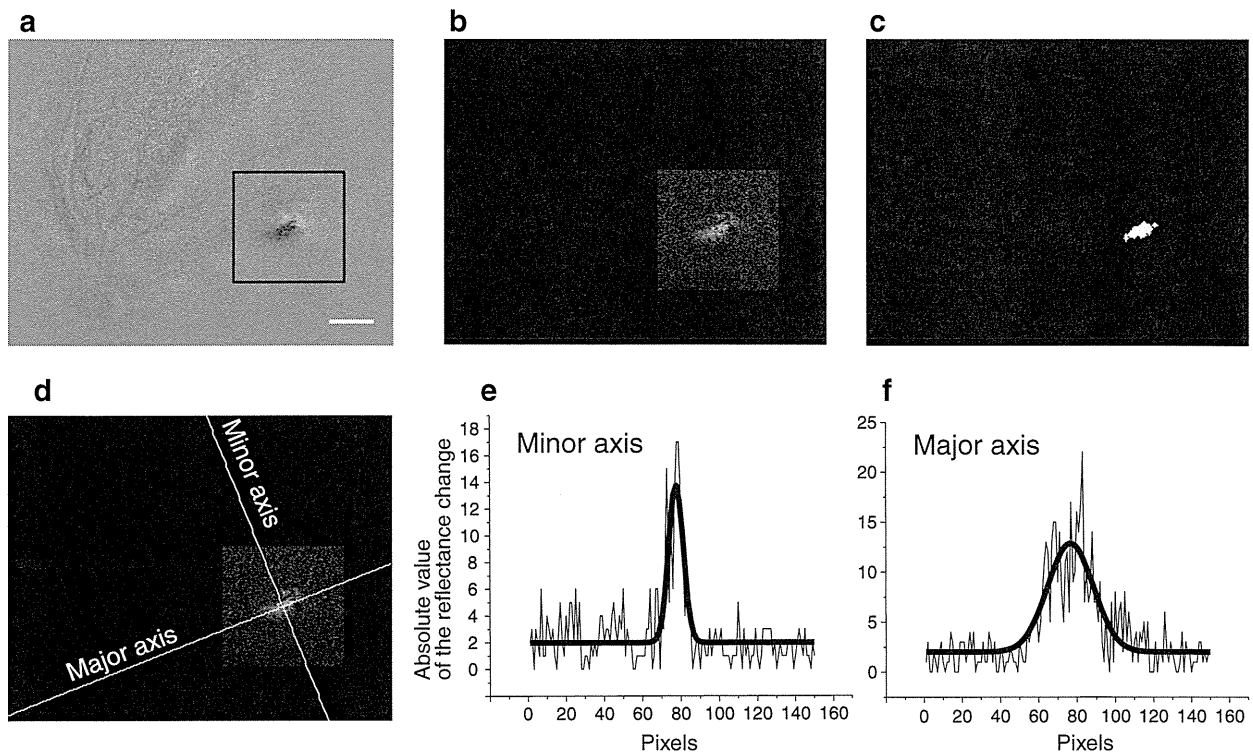 a
b
c
d
Minor axis
Major axis
e
Minor axis
Absolute value
of the reflectance change
18
16
14
12
10
8
6
4
2
0
0 20 40 60 80 100 120 140 160
Pixels
f
Major axis
25
20
15
10
5
0
0 20 40 60 80 100 120 140 160
Pixels